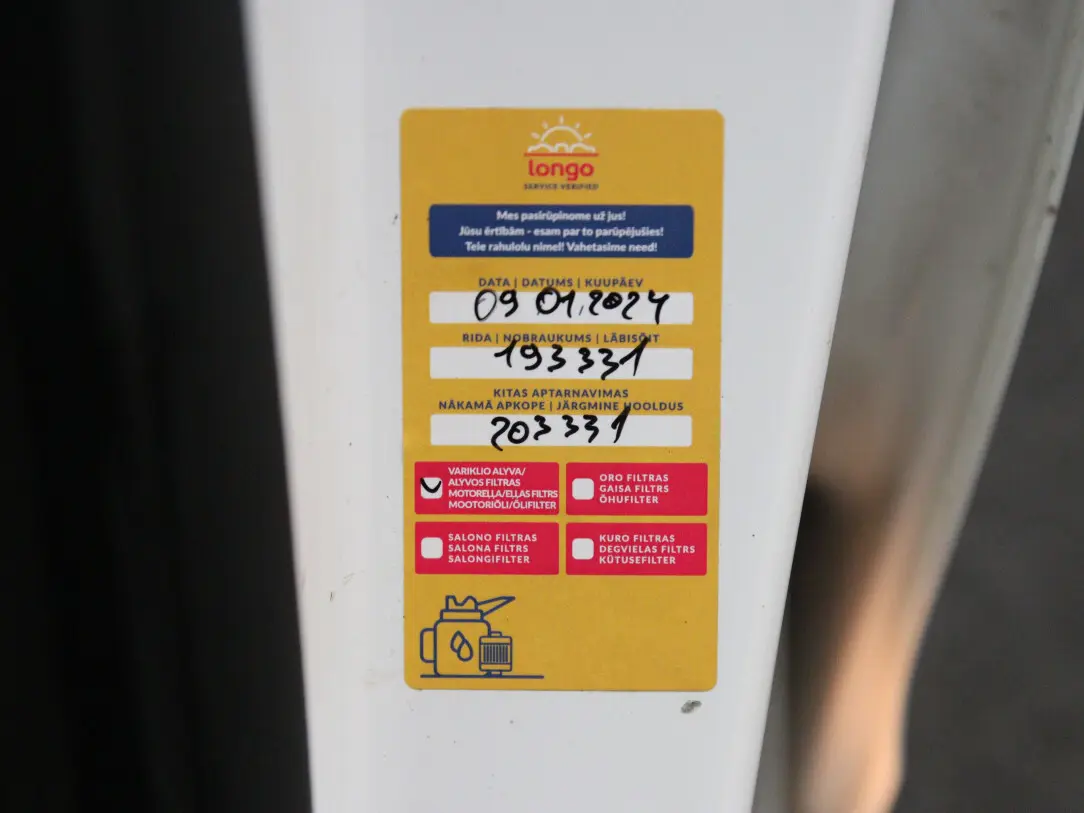 longo
SERVICE VERIFIED
Mes pasirūpinome už jus!
Jūsu ērtībām - esam par to parūpējušies!
Teie rahulolu nimel! Vahetasime need!
DATA | DATUMS | KUUPÄEV
09 01.2024
RIDA | NOBRAUKUMS | LÄBISÕIT
193331
KITAS APTARNAVIMAS
NĀKAMĀ APKOPE | JÄRGMINE HOOLDUS
203331
VARIKLIO ALYVA/
ALYVOS FILTRAS
MOTOREĻĻA/EĻĻAS FILTRS
MOOTORIÕLI/ÕLIFILTER
ORO FILTRAS
GAISA FILTRS
ÕHUFILTER
SALONO FILTRAS
SALONA FILTRS
SALONGIFILTER
KURO FILTRAS
DEGVIELAS FILTRS
KÜTUSEFILTER